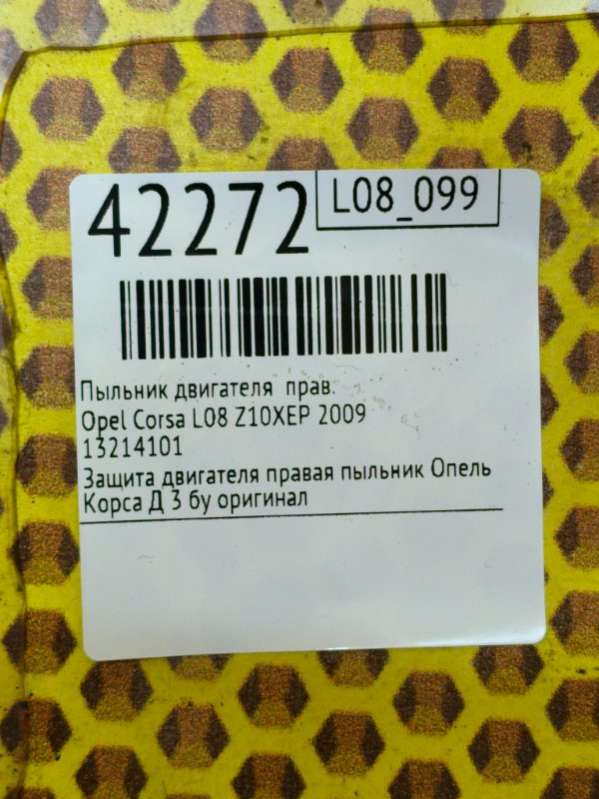 42272
L08_099
Пыльник двигателя прав.
Opel Corsa L08 Z10XEP 2009
13214101
Защита двигателя правая пыльник Опель
Корса Д 3 бу оригинал